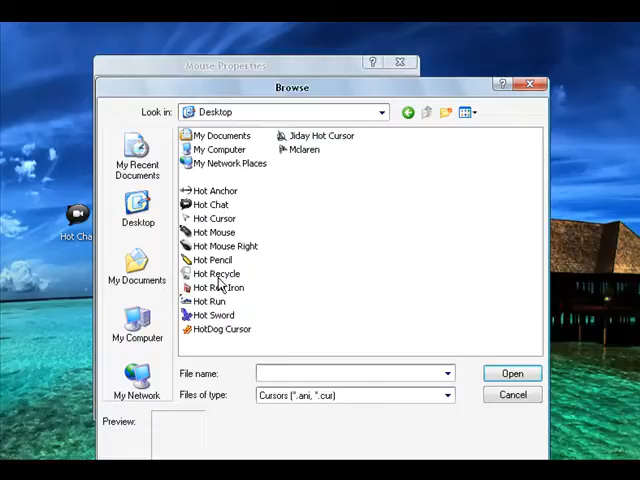 Mouse Properties
Browse
Look in:
Desktop
My Recent
Documents
Desktop
My Documents
My Computer
My Network
My Documents
My Computer
My Network Places
Hot Anchor
Hot Chat
Hot Cursor
Hot Mouse
Hot Mouse Right
Hot Pencil
Hot Recycle
Hot Iron
Hot Run
Hot Sword
HotDog Cursor
Jiday Hot Cursor
Mclaren
Hot Cha
File name:
Open
Files of type:
Cursors (*.ani, *.cur)
Cancel
Preview: